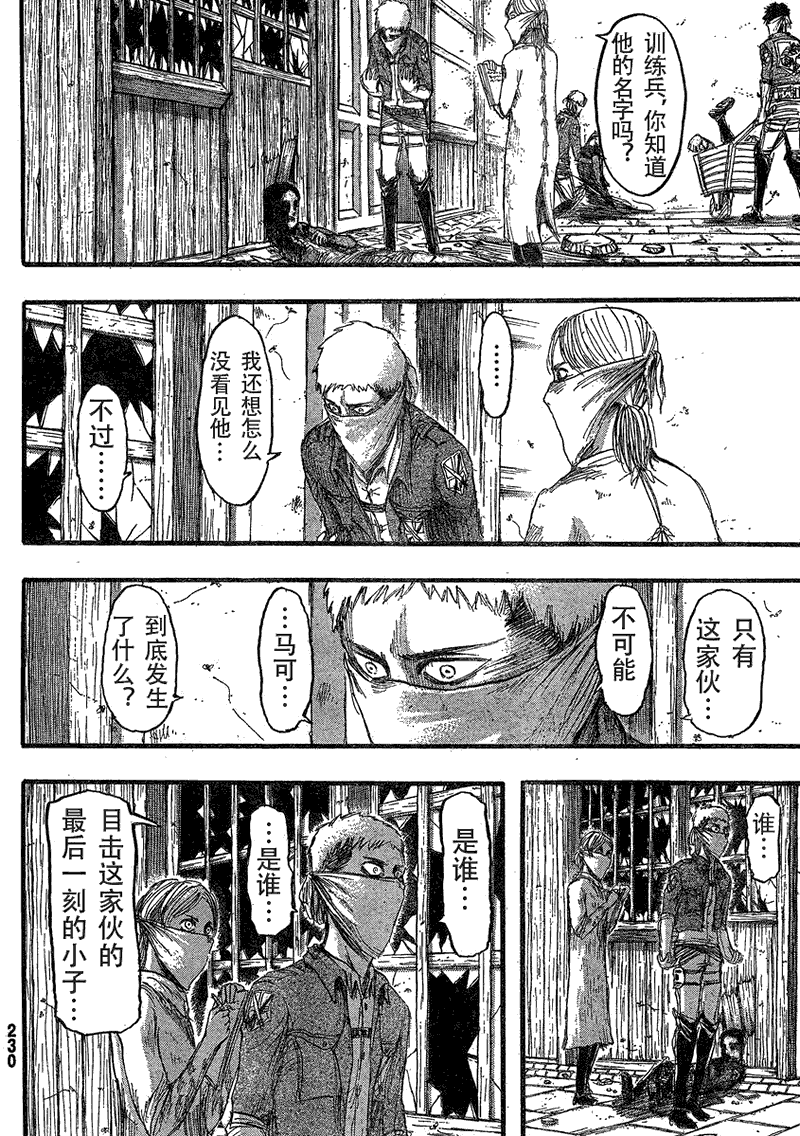 训练兵,你知道
他的名字吗?
……
我还想怎么
没看见他…
不过……
只有
这家伙…
不可能
…马可…
到底发生
了什么?
谁…
是谁…
…是谁…
目击这家伙的
最后一刻的小子…
230